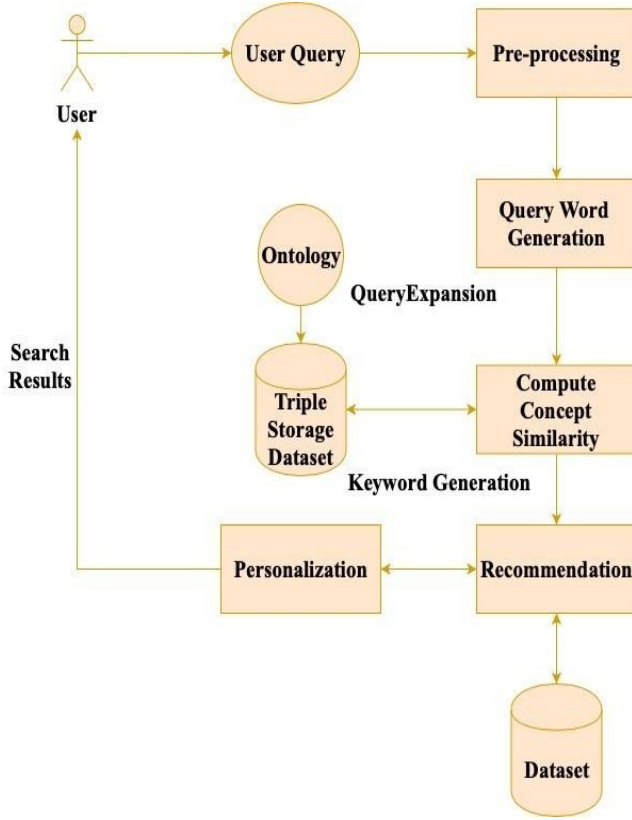 User Query
Pre-processing
User
Query Word
Generation
Ontology
QueryExpansion
Search
Results
Triple
Storage
Dataset
Compute
Concept
Similarity
Keyword Generation
Personalization
Recommendation
Dataset